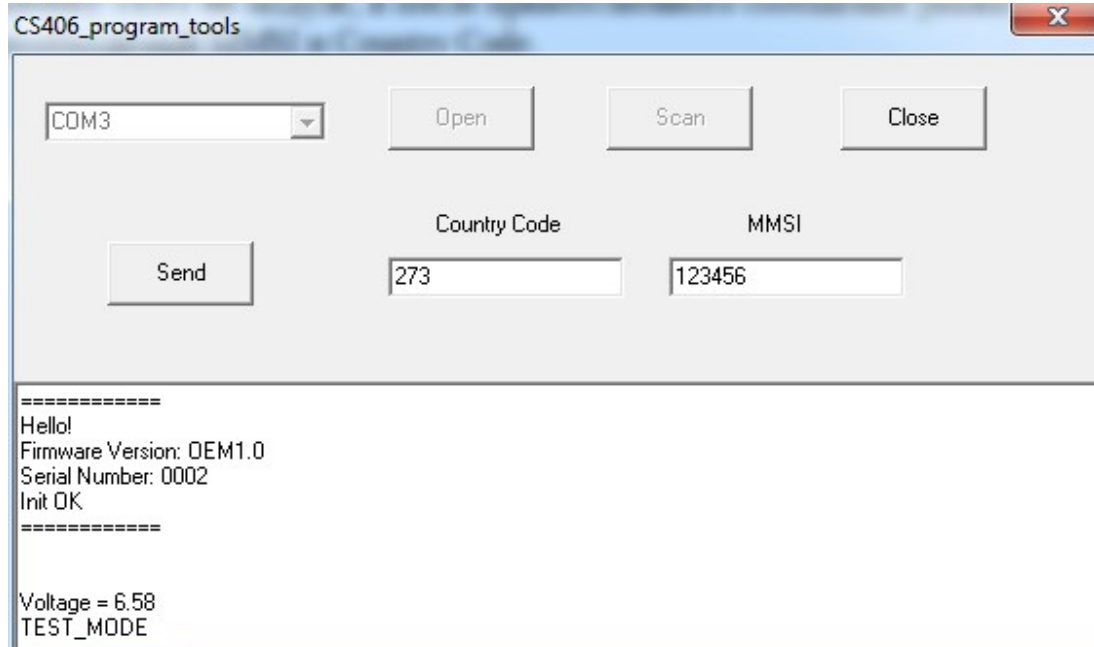 CS406_program_tools
COM3
Open
Scan
Close
Country Code
MMSI
Send
273
123456
============
Hello!
Firmware Version: OEM1.0
Serial Number: 0002
Init OK
============
Voltage = 6.58
TEST_MODE